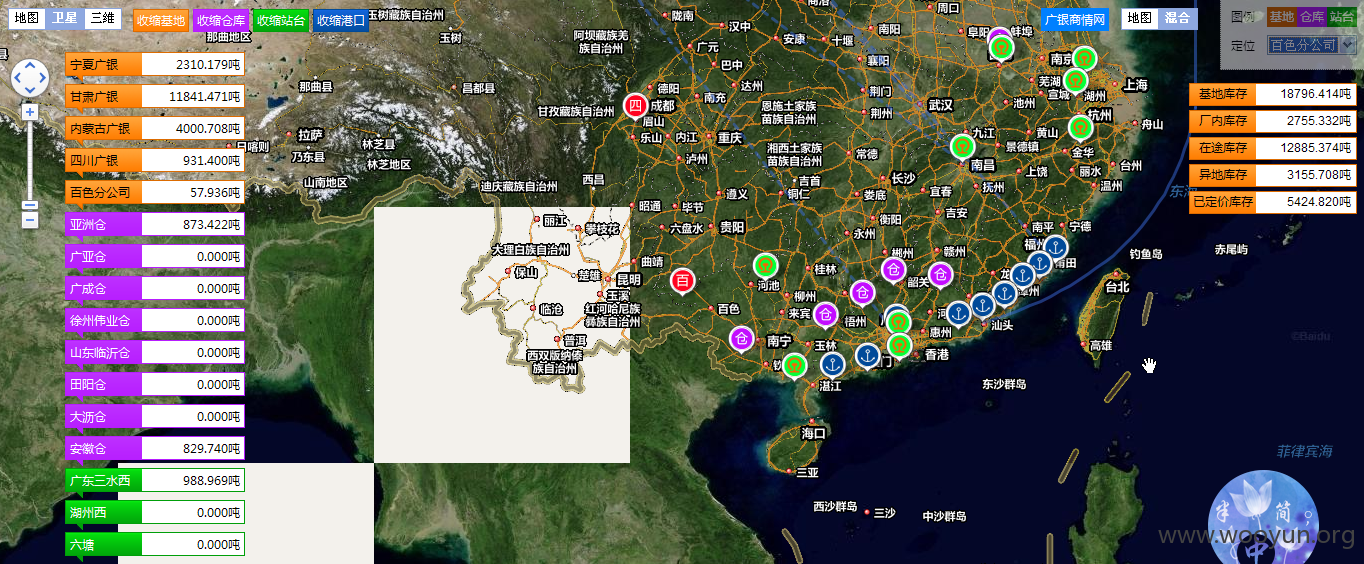 地图 卫星 三维 收缩基地 收缩仓库 收缩站台 收缩港口 广银商情网 地图 混合 图例 基地 仓库 站台
定位 百色分公司
宁夏广银 2310.179吨
甘肃广银 11841.471吨
内蒙古广银 4000.708吨
四川广银 931.400吨
百色分公司 57.936吨
亚洲仓 873.422吨
广亚仓 0.000吨
广成仓 0.000吨
徐州伟业仓 0.000吨
山东临沂仓 0.000吨
田阳仓 0.000吨
大沥仓 0.000吨
安徽仓 829.740吨
广东三水西 988.969吨
湖州西 0.000吨
六塘 0.000吨
基地库存 18796.414吨
厂内库存 2755.332吨
在途库存 12885.374吨
异地库存 3155.708吨
已定价库存 5424.820吨
玉树藏族自治州
那曲地区
玉树
阿坝藏族羌
族自治州
陇南
汉中
安康
十堰
南阳
周口
阜阳
蚌埠
广元
巴中
襄阳
那曲县
昌都县
甘孜藏族自治州
德阳
四
成都
眉山
南充
达州
恩施土家族
苗族自治州
荆门
荆州
武汉
芜湖
宣城
湖州
上海
池州
杭州
舟山
拉萨
日喀则
乃东县
林芝县
林芝地区
山南地区
乐山
内江
重庆
泸州
湘西土家族
苗族自治州
常德
九江
黄山
景德镇
金华
南昌
上饶
台州
丽水
温州
迪庆藏族自治州
西昌
昭通
毕节
遵义
吉首
铜仁
长沙
娄底
宜春
抚州
丽江
攀枝花
六盘水
贵阳
衡阳
吉安
永州
南平
宁德
大理白族自治州
保山
楚雄
昆明
曲靖
百
河池
桂林
郴州
赣州
韶关
钓鱼岛
赤尾屿
台北
临沧
玉溪
红河哈尼族
彝族自治州
百色
柳州
来宾
仓
梧州
惠州
汕头
普洱
西双版纳傣
族自治州
南宁
玉林
香港
高雄
湛江
东沙群岛
海口
三亚
西沙群岛
三沙
中沙群岛
菲律宾海
©Baidu
半
简
中
www.wooyun.org